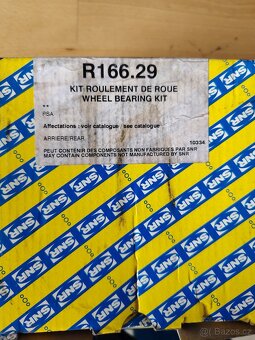 R166.29
KIT ROULEMENT DE ROUE
WHEEL BEARING KIT
**
PSA
Affectations : voir catalogue / see catalogue
ARRIERE/REAR
10334
PEUT CONTENIR DES COMPOSANTS NON FABRIQUES PAR SNR
MAY CONTAIN COMPONENTS NOT MANUFACTURED BY SNR
SNR